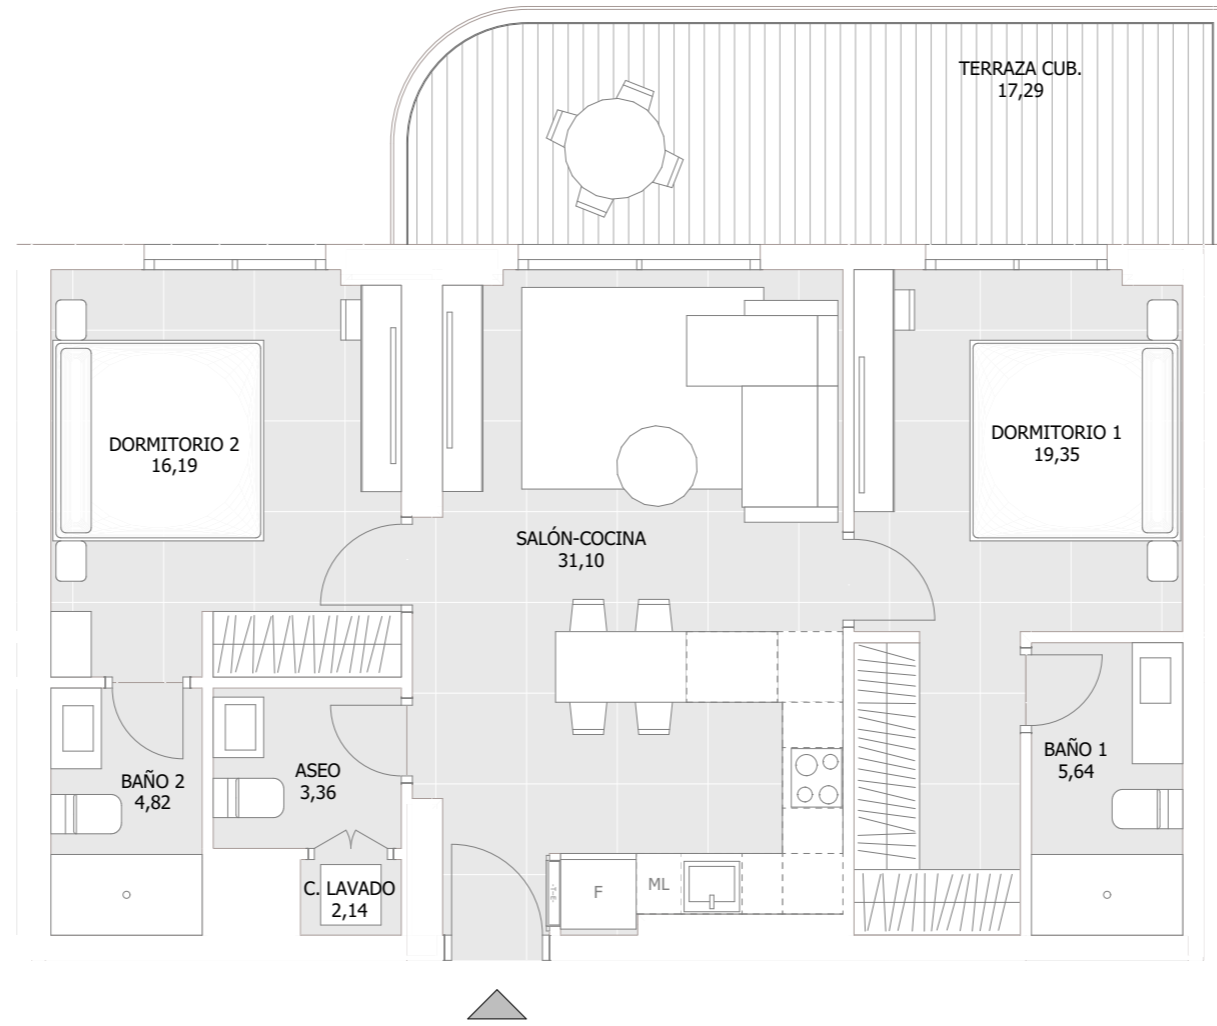 TERRAZA CUB.
17,29
DORMITORIO 2
16,19
DORMITORIO 1
19,35
SALÓN-COCINA
31,10
BAÑO 1
5,64
ASEO
3,36
BAÑO 2
4,82
C. LAVADO
2,14
F
ML